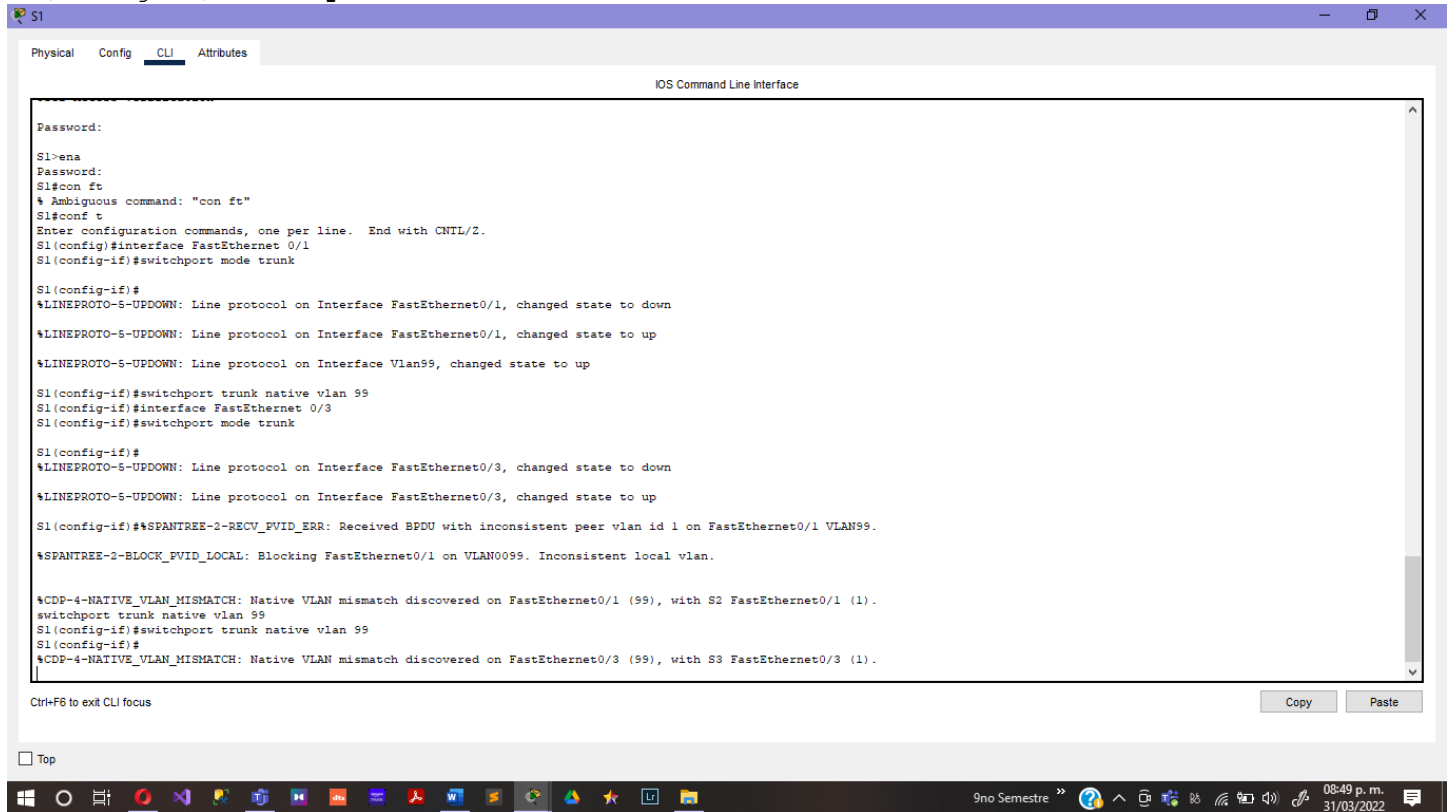 S1
Physical Config CLI Attributes
IOS Command Line Interface
Password:
S1>ena
Password:
S1#con ft
% Ambiguous command: "con ft"
S1#conf t
Enter configuration commands, one per line. End with CNTL/Z.
S1(config)#interface FastEthernet 0/1
S1(config-if)#switchport mode trunk
S1(config-if)#
%LINEPROTO-5-UPDOWN: Line protocol on Interface FastEthernet0/1, changed state to down
%LINEPROTO-5-UPDOWN: Line protocol on Interface FastEthernet0/1, changed state to up
%LINEPROTO-5-UPDOWN: Line protocol on Interface Vlan99, changed state to up
S1(config-if)#switchport trunk native vlan 99
S1(config-if)#interface FastEthernet 0/3
S1(config-if)#switchport mode trunk
S1(config-if)#
%LINEPROTO-5-UPDOWN: Line protocol on Interface FastEthernet0/3, changed state to down
%LINEPROTO-5-UPDOWN: Line protocol on Interface FastEthernet0/3, changed state to up
S1(config-if)#%SPANTREE-2-RECV_PVID_ERR: Received BPDU with inconsistent peer vlan id 1 on FastEthernet0/1 VLAN99.
%SPANTREE-2-BLOCK_PVID_LOCAL: Blocking FastEthernet0/1 on VLAN0099. Inconsistent local vlan.
%CDP-4-NATIVE_VLAN_MISMATCH: Native VLAN mismatch discovered on FastEthernet0/1 (99), with S2 FastEthernet0/1 (1).
switchport trunk native vlan 99
S1(config-if)#switchport trunk native vlan 99
S1(config-if)#
%CDP-4-NATIVE_VLAN_MISMATCH: Native VLAN mismatch discovered on FastEthernet0/3 (99), with S3 FastEthernet0/3 (1).
Ctrl+F6 to exit CLI focus
Copy Paste
Top
9no Semestre
08:49 p. m.
31/03/2022